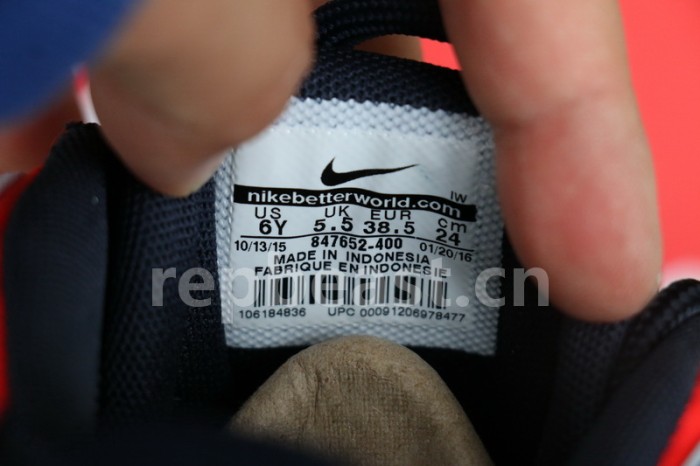 IW
nikebetterworld.com
US UK EUR cm
6Y 5.5 38.5 24
10/13/15 847652-400 01/20/16
MADE IN INDONESIA
FABRIQUE EN INDONESIE
106184836 UPC 00091206978477